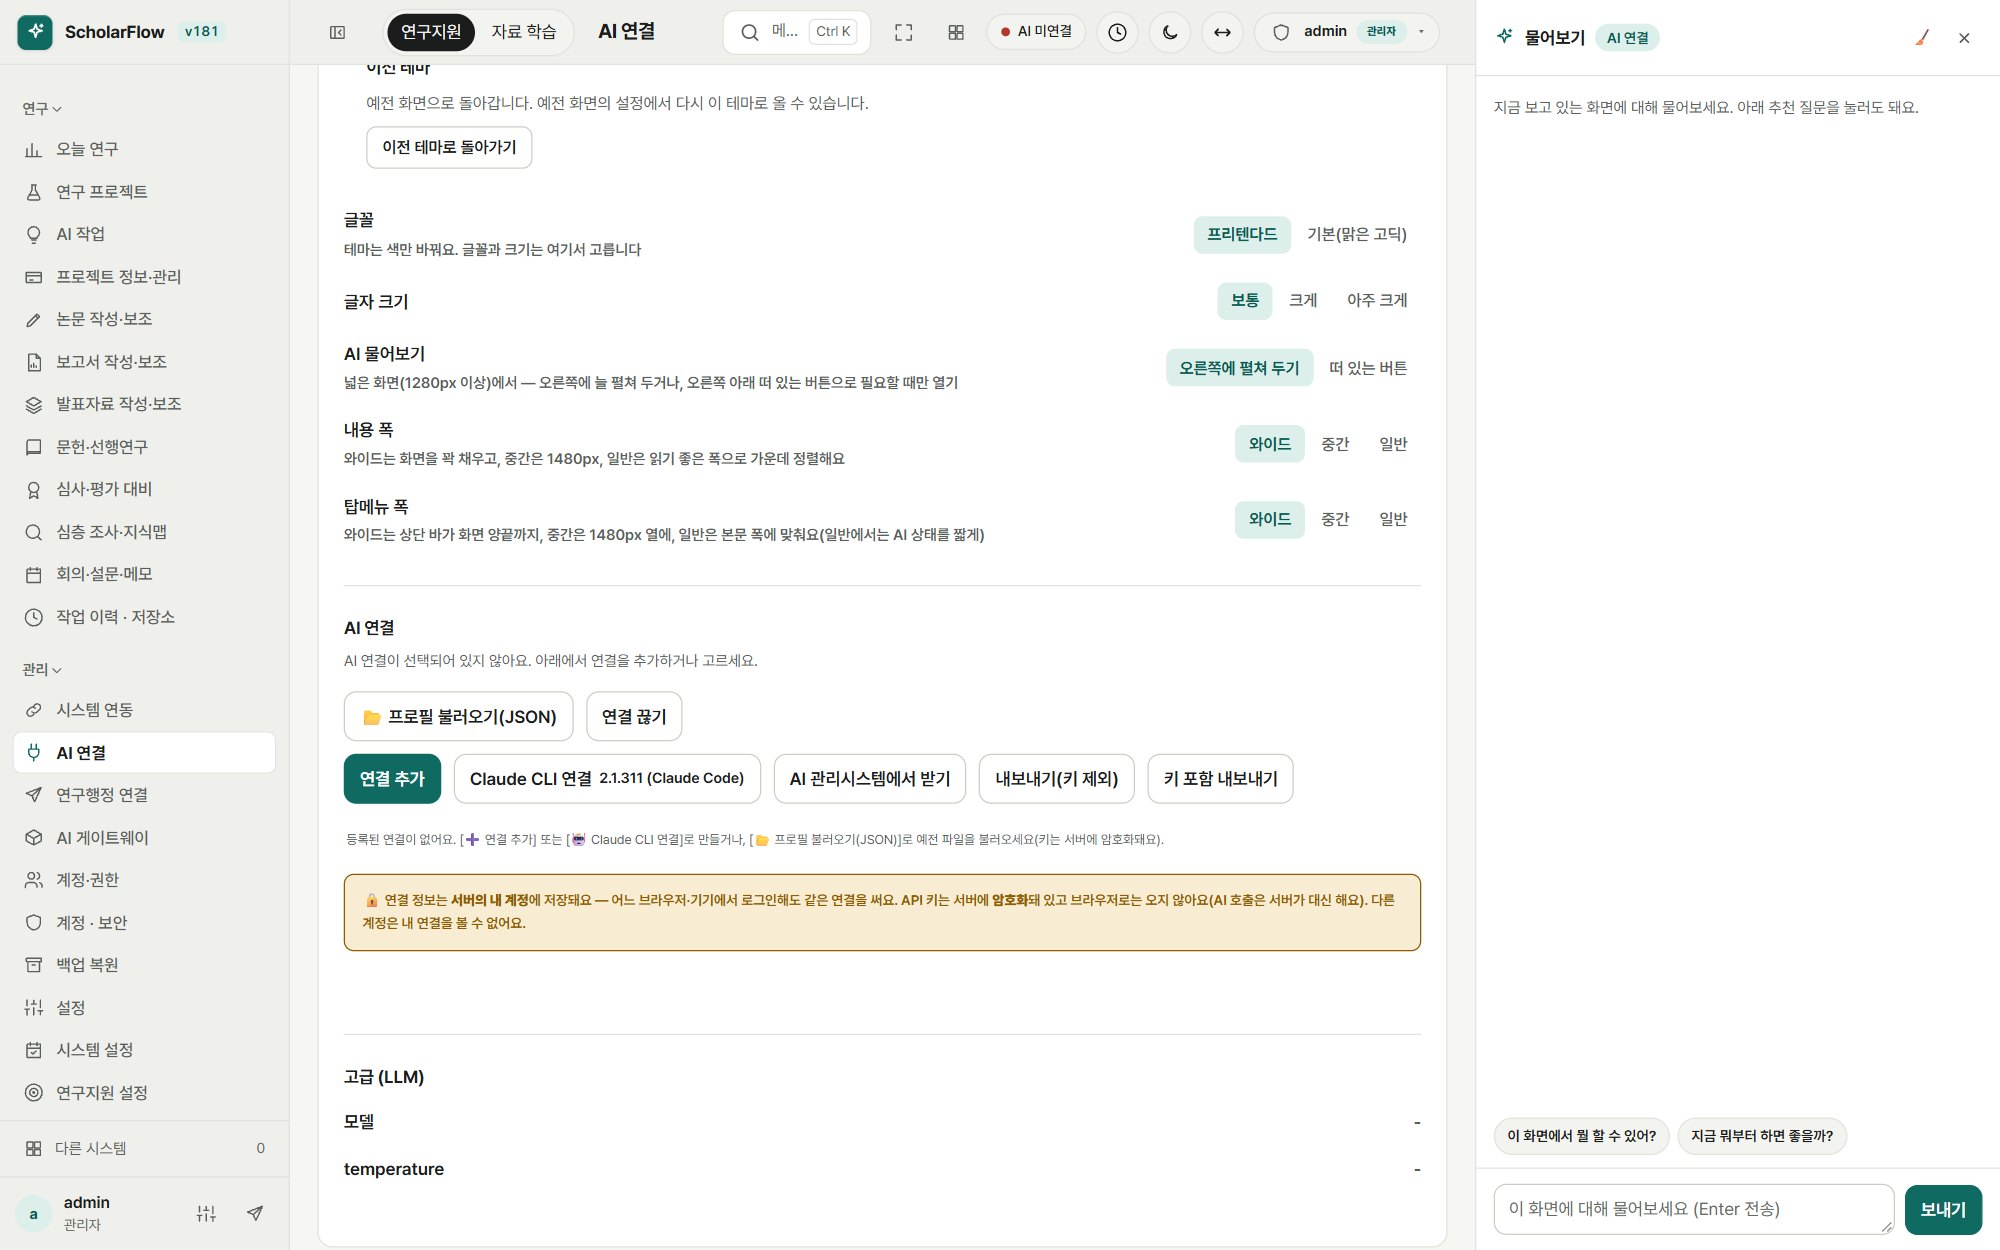 ScholarFlow v181
연구지원
자료 학습
AI 연결
메...
Ctrl K
AI 미연결
admin 관리자
연구
오늘 연구
연구 프로젝트
AI 작업
프로젝트 정보·관리
논문 작성·보조
보고서 작성·보조
발표자료 작성·보조
문헌·선행연구
심사·평가 대비
심층 조사·지식맵
회의·설문·메모
작업 이력 · 저장소
관리
시스템 연동
AI 연결
연구행정 연결
AI 게이트웨이
계정·권한
계정 · 보안
백업 복원
설정
시스템 설정
연구지원 설정
다른 시스템 0
a
admin
관리자
이전 테마
예전 화면으로 돌아갑니다. 예전 화면의 설정에서 다시 이 테마로 올 수 있습니다.
이전 테마로 돌아가기
글꼴
테마는 색만 바꿔요. 글꼴과 크기는 여기서 고릅니다
프리텐다드 기본(맑은 고딕)
글자 크기
보통 크게 아주 크게
AI 물어보기
넓은 화면(1280px 이상)에서 — 오른쪽에 늘 펼쳐 두거나, 오른쪽 아래 떠 있는 버튼으로 필요할 때만 열기
오른쪽에 펼쳐 두기 떠 있는 버튼
내용 폭
와이드는 화면을 꽉 채우고, 중간은 1480px, 일반은 읽기 좋은 폭으로 가운데 정렬해요
와이드 중간 일반
탑메뉴 폭
와이드는 상단 바가 화면 양끝까지, 중간은 1480px 열에, 일반은 본문 폭에 맞춰요(일반에서는 AI 상태를 짧게)
와이드 중간 일반
AI 연결
AI 연결이 선택되어 있지 않아요. 아래에서 연결을 추가하거나 고르세요.
프로필 불러오기(JSON) 연결 끊기
연결 추가 Claude CLI 연결 2.1.311 (Claude Code) AI 관리시스템에서 받기 내보내기(키 제외) 키 포함 내보내기
등록된 연결이 없어요. [➕ 연결 추가] 또는 [🤖 Claude CLI 연결]로 만들거나, [📂 프로필 불러오기(JSON)]로 예전 파일을 불러오세요(키는 서버에 암호화돼요).
🔒 연결 정보는 서버의 내 계정에 저장돼요 — 어느 브라우저·기기에서 로그인해도 같은 연결을 써요. API 키는 서버에 암호화돼 있고 브라우저로는 오지 않아요(AI 호출은 서버가 대신 해요). 다른
계정은 내 연결을 볼 수 없어요.
고급 (LLM)
모델 -
temperature -
물어보기 AI 연결
지금 보고 있는 화면에 대해 물어보세요. 아래 추천 질문을 눌러도 돼요.
이 화면에서 뭘 할 수 있어? 지금 뭐부터 하면 좋을까?
이 화면에 대해 물어보세요 (Enter 전송)
보내기